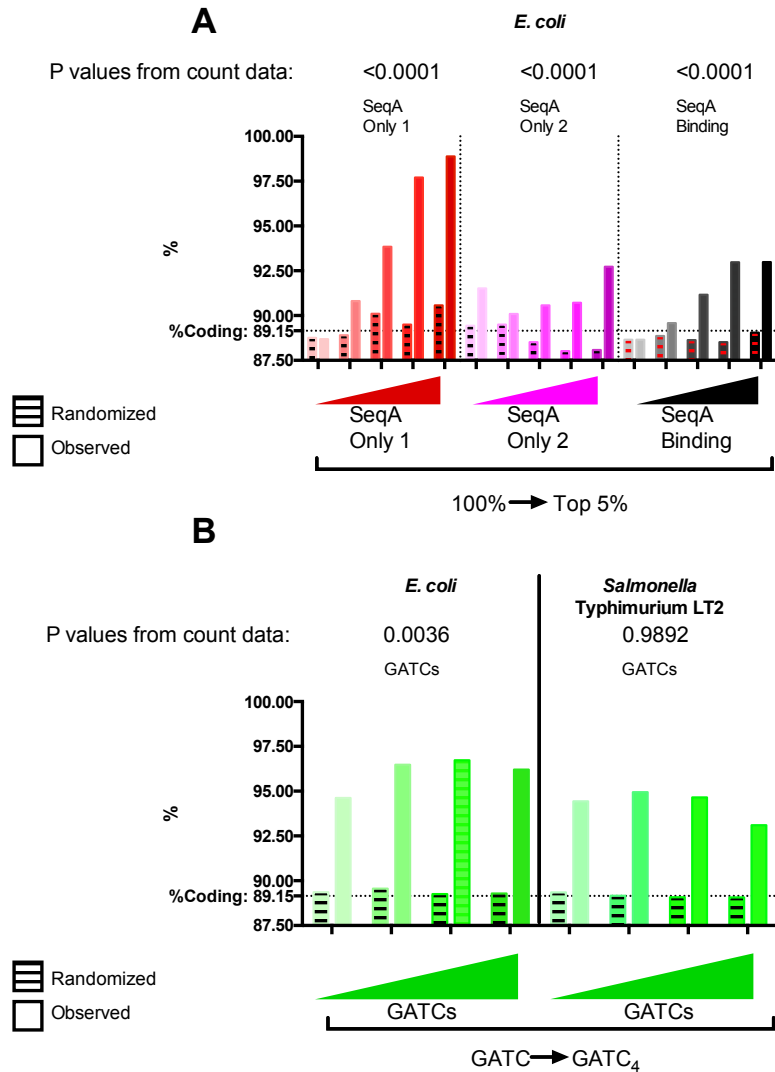 A
E. coli
P values from count data: <0.0001 <0.0001 <0.0001
SeqA Only 1
SeqA Only 2
SeqA Binding
100.00
97.50
95.00
92.50
90.00
%Coding: 89.15
87.50
%
SeqA Only 1
SeqA Only 2
SeqA Binding
Randomized
Observed
100% → Top 5%
B
E. coli
Salmonella
Typhimurium LT2
P values from count data: 0.0036 0.9892
GATCs GATCs
100.00
97.50
95.00
92.50
90.00
%Coding: 89.15
87.50
%
GATCs GATCs
Randomized
Observed
GATC → GATC₄